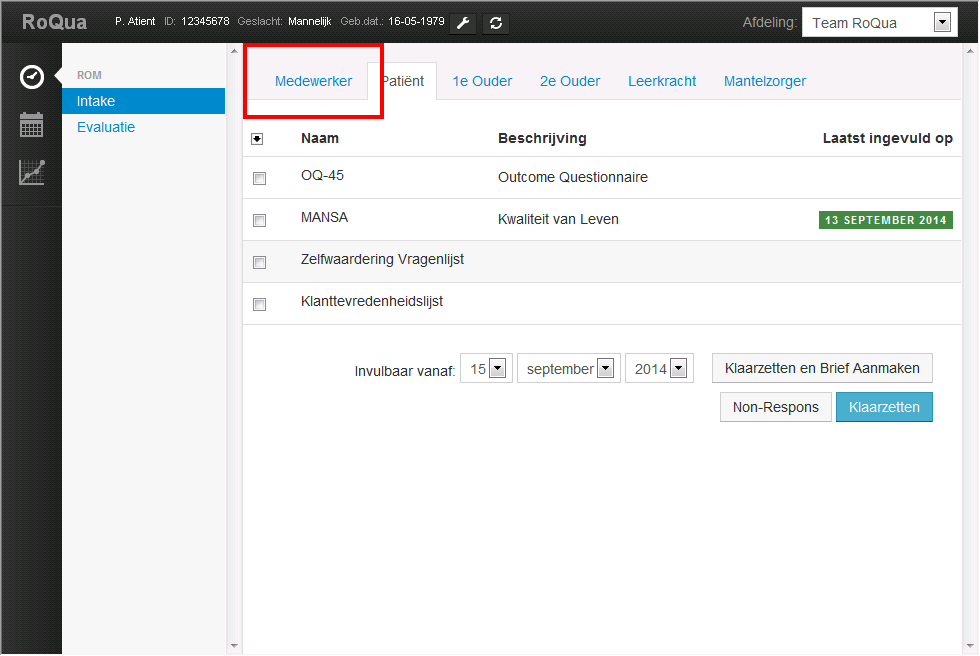 RoQua P. Atient ID: 12345678 Geslacht: Mannelijk Geb.dat.: 16-05-1979 Afdeling: Team RoQua
ROM
Intake
Evaluatie
Medewerker Patiënt 1e Ouder 2e Ouder Leerkracht Mantelzorger
Naam Beschrijving Laatst ingevuld op
OQ-45 Outcome Questionnaire
MANSA Kwaliteit van Leven 13 SEPTEMBER 2014
Zelfwaardering Vragenlijst
Klanttevredenheidslijst
Invulbaar vanaf: 15 september 2014 Klaarzetten en Brief Aanmaken
Non-Respons Klaarzetten